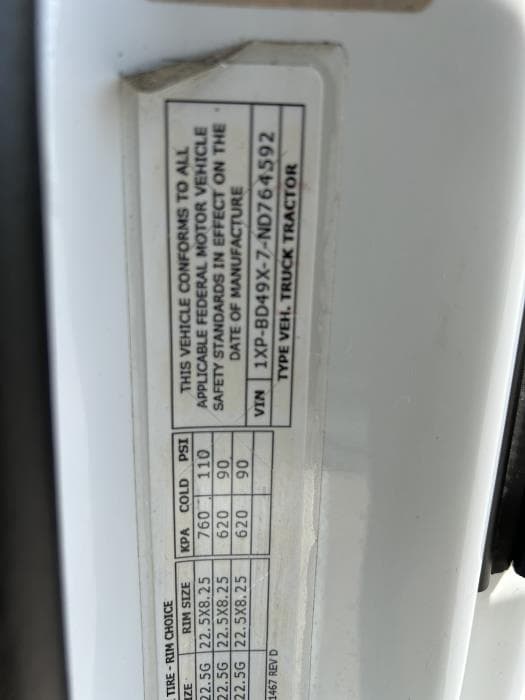 TIRE - RIM CHOICE
IZE RIM SIZE KPA COLD PSI
22.5G 22.5X8.25 760 110
22.5G 22.5X8.25 620 90
22.5G 22.5X8.25 620 90
1467 REV D
THIS VEHICLE CONFORMS TO ALL
APPLICABLE FEDERAL MOTOR VEHICLE
SAFETY STANDARDS IN EFFECT ON THE
DATE OF MANUFACTURE
VIN 1XP-BD49X-7-ND764592
TYPE VEH. TRUCK TRACTOR